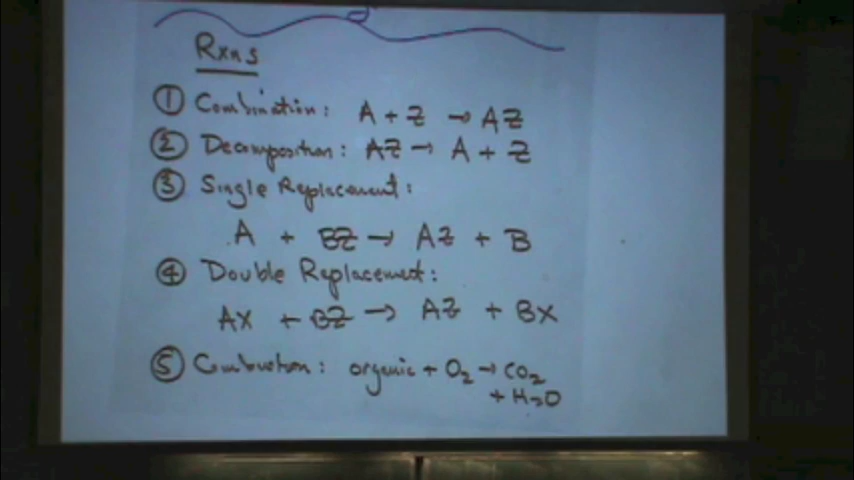 Rxns
① Combination: A + Z → AZ
② Decomposition: AZ → A + Z
③ Single Replacement:
A + BZ → AZ + B
④ Double Replacement:
AX + BZ → AZ + BX
⑤ Combustion: organic + O₂ → CO₂
+ H₂O